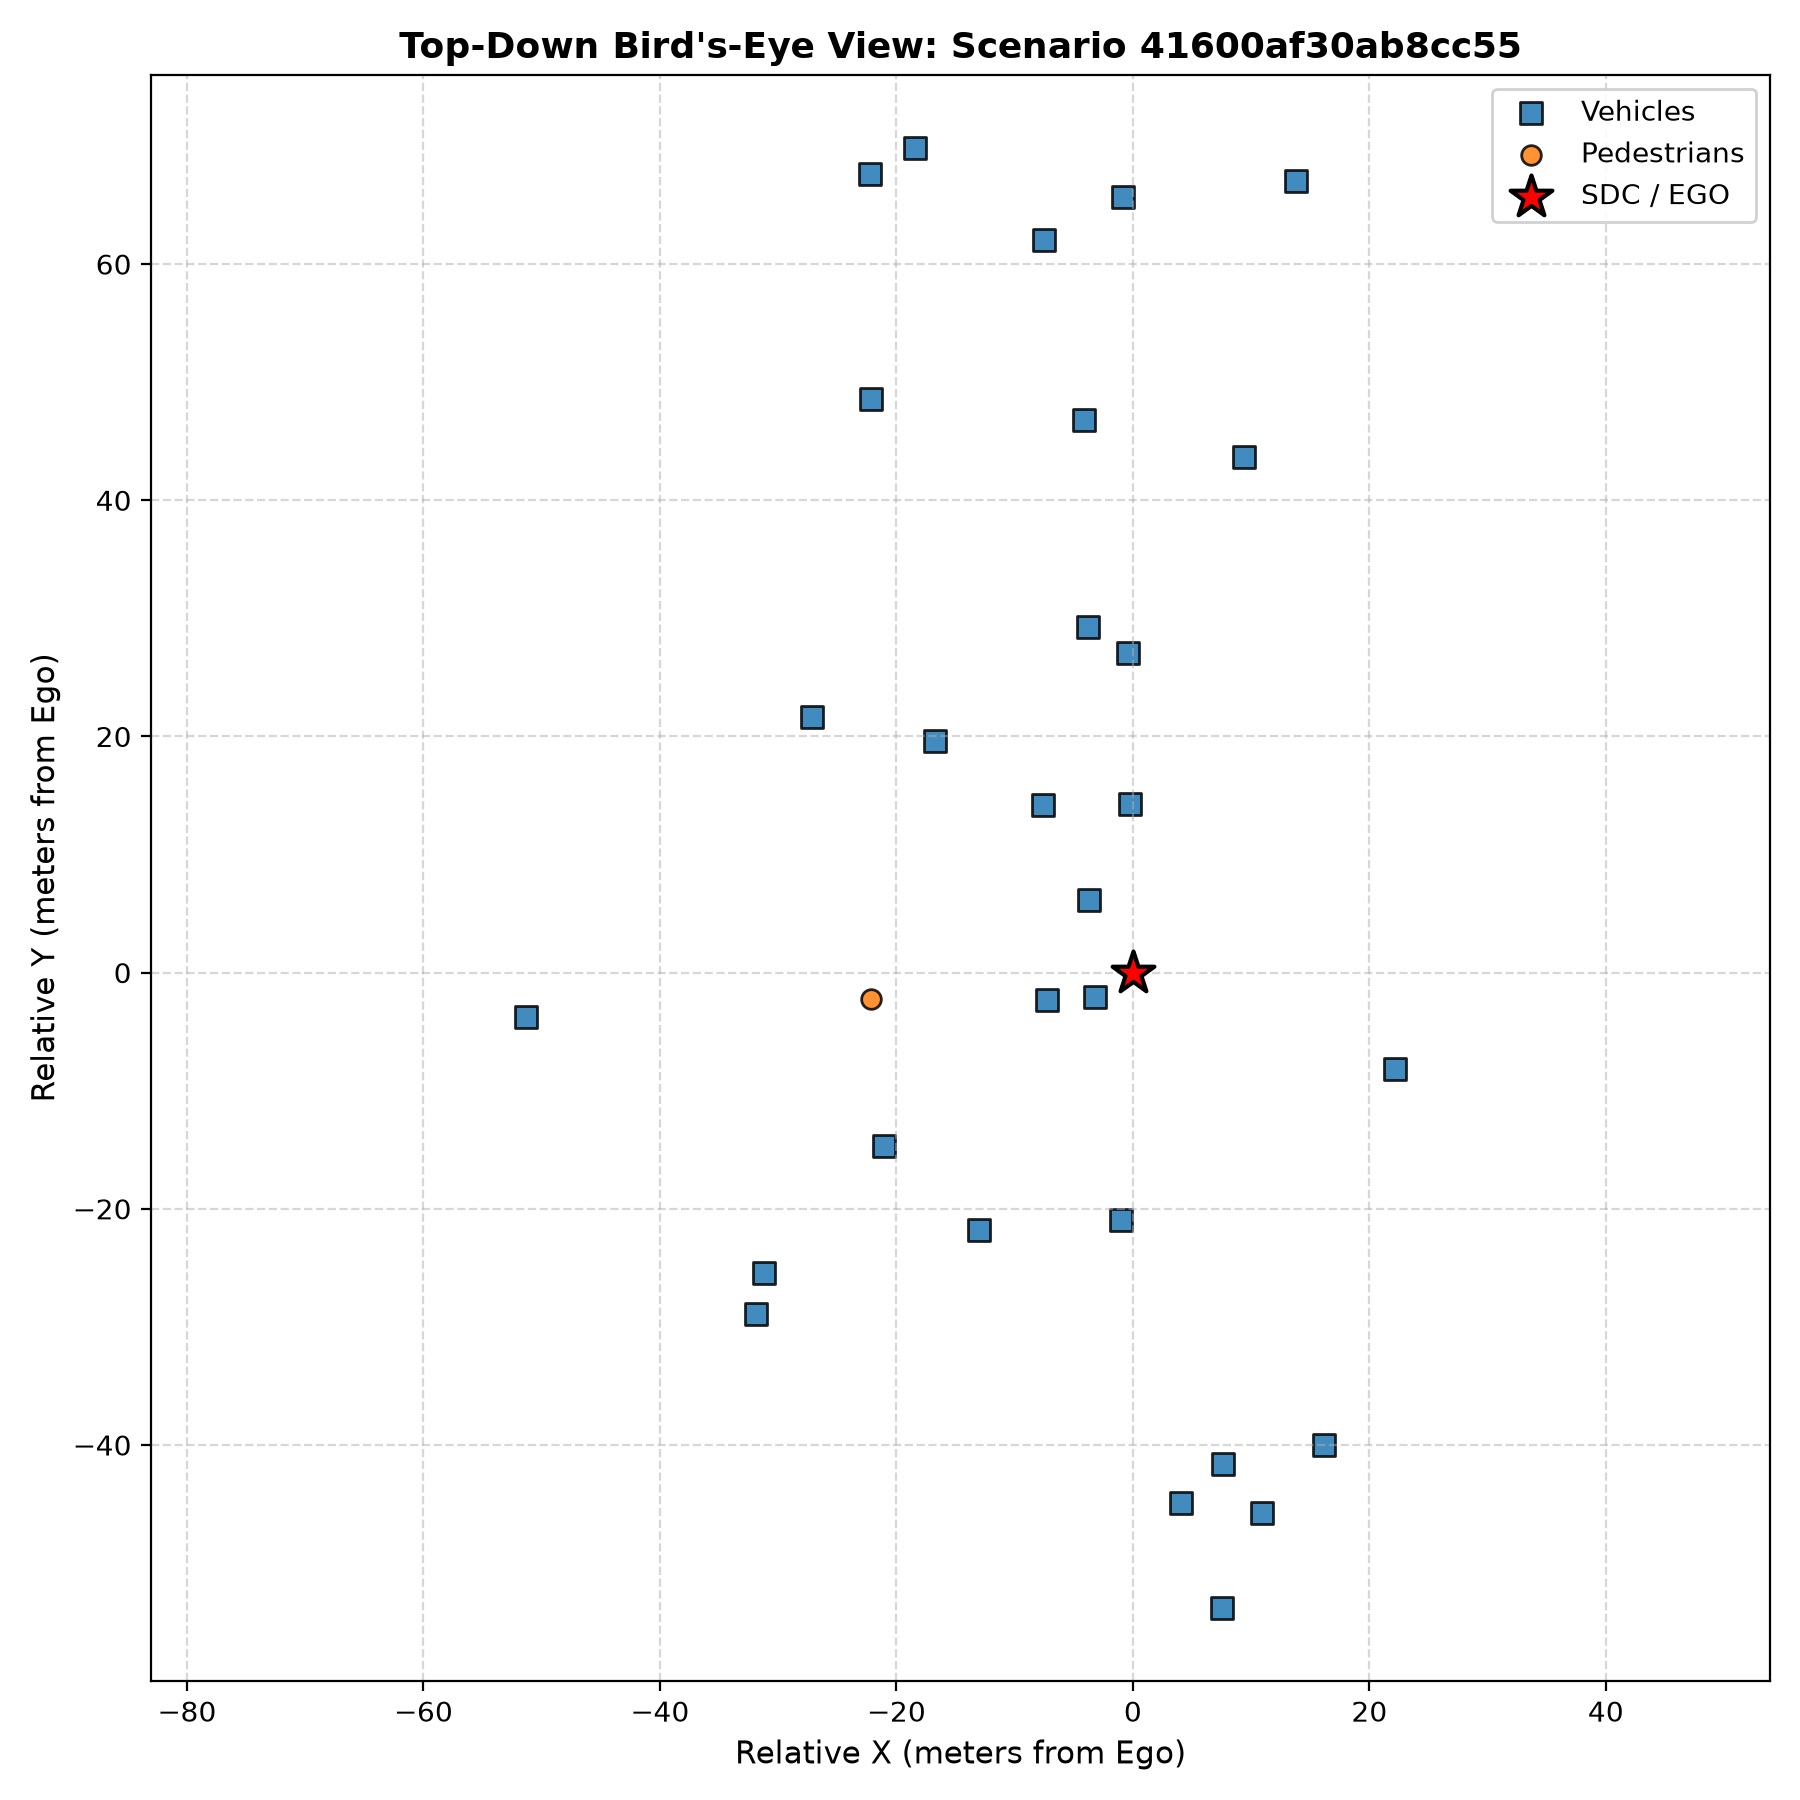 Top-Down Bird's-Eye View: Scenario 41600af30ab8cc55
Vehicles
Pedestrians
SDC / EGO
Relative Y (meters from Ego)
60
40
20
0
−20
−40
−80
−60
−40
−20
0
20
40
Relative X (meters from Ego)